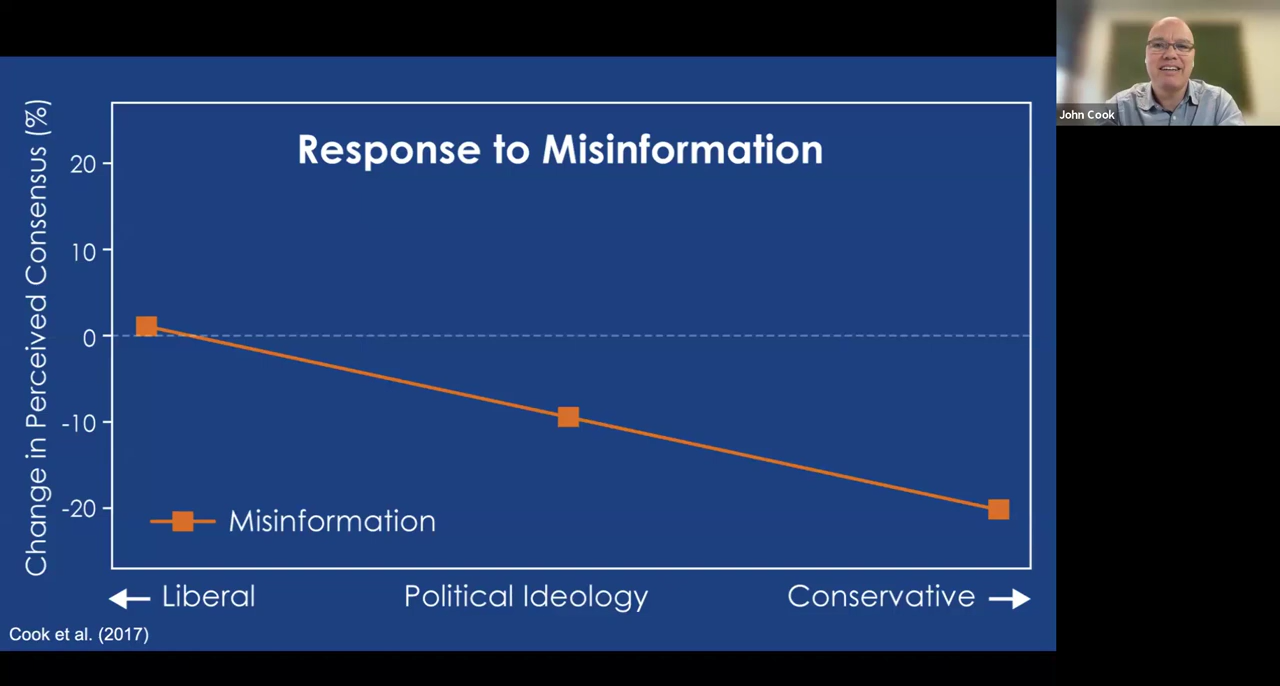 Response to Misinformation
Change in Perceived Consensus (%)
20
10
0
-10
-20
Misinformation
Liberal
Political Ideology
Conservative
Cook et al. (2017)
John Cook